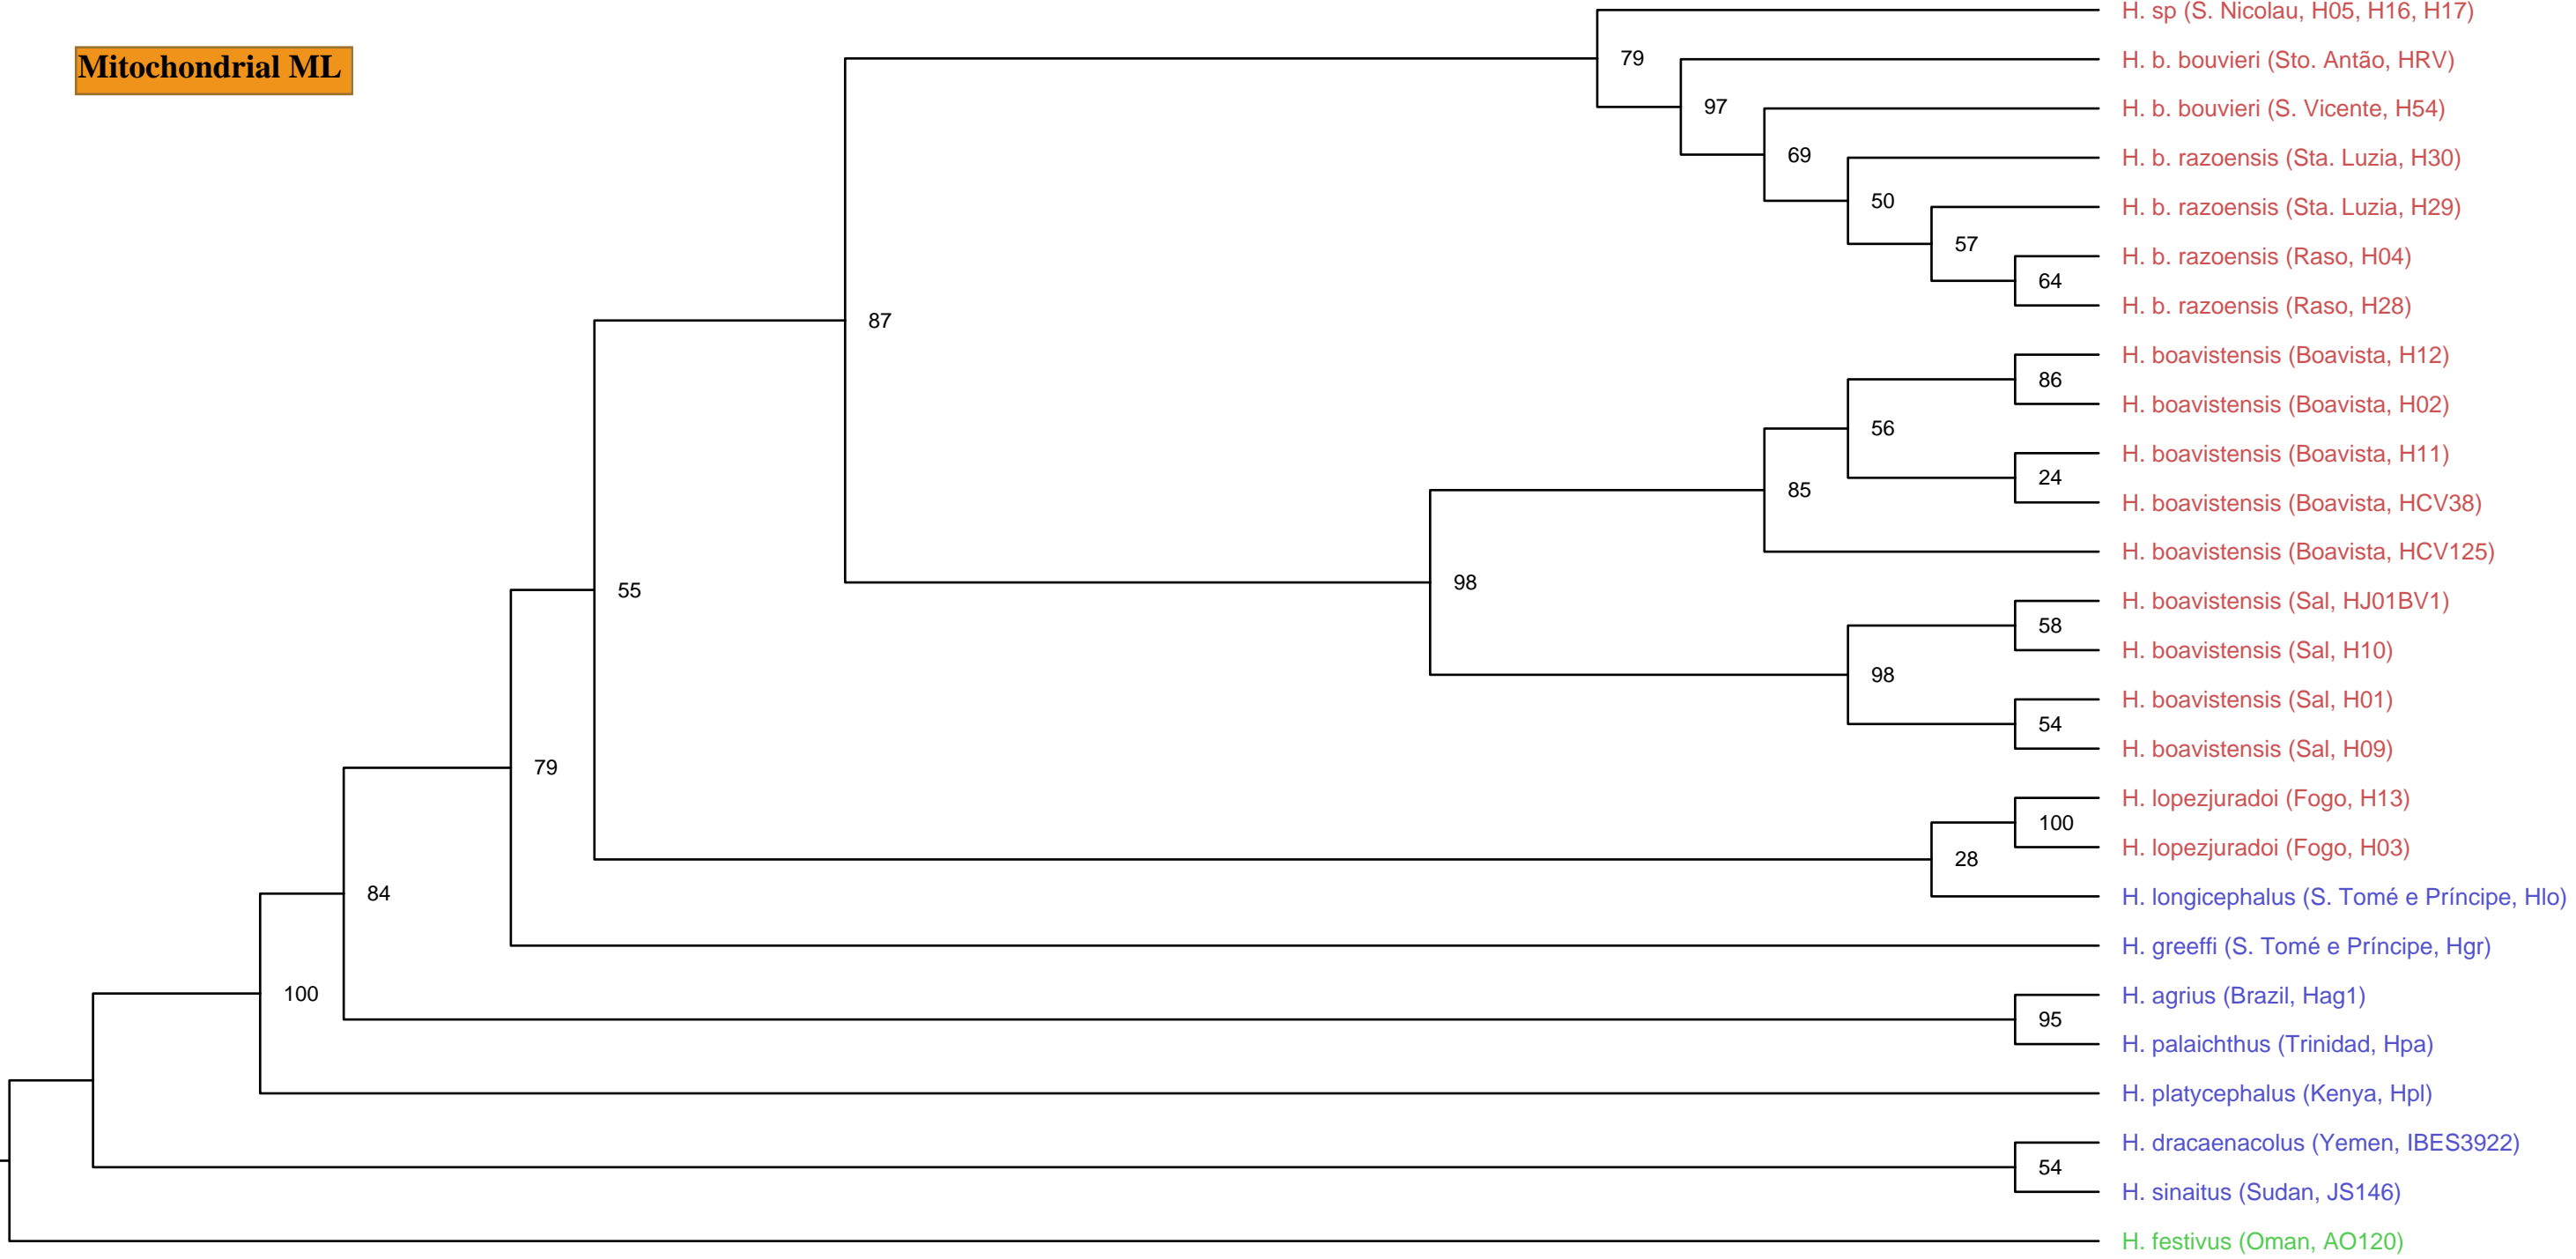 H. sp (S. Nicolau, H05, H16, H17)
Mitochondrial ML
79
H. b. bouvieri (Sto. Antão, HRV)
97
H. b. bouvieri (S. Vicente, H54)
69
H. b. razoensis (Sta. Luzia, H30)
50
H. b. razoensis (Sta. Luzia, H29)
57
H. b. razoensis (Raso, H04)
64
H. b. razoensis (Raso, H28)
87
H. boavistensis (Boavista, H12)
86
H. boavistensis (Boavista, H02)
56
H. boavistensis (Boavista, H11)
24
85
H. boavistensis (Boavista, HCV38)
H. boavistensis (Boavista, HCV125)
98
55
H. boavistensis (Sal, HJ01BV1)
58
H. boavistensis (Sal, H10)
98
H. boavistensis (Sal, H01)
54
H. boavistensis (Sal, H09)
79
H. lopezjuradoi (Fogo, H13)
100
H. lopezjuradoi (Fogo, H03)
28
84
H. longicephalus (S. Tomé e Príncipe, Hlo)
H. greeffi (S. Tomé e Príncipe, Hgr)
100
H. agrius (Brazil, Hag1)
95
H. palaichthus (Trinidad, Hpa)
H. platycephalus (Kenya, Hpl)
H. dracaenacolus (Yemen, IBES3922)
54
H. sinaitus (Sudan, JS146)
H. festivus (Oman, AO120)